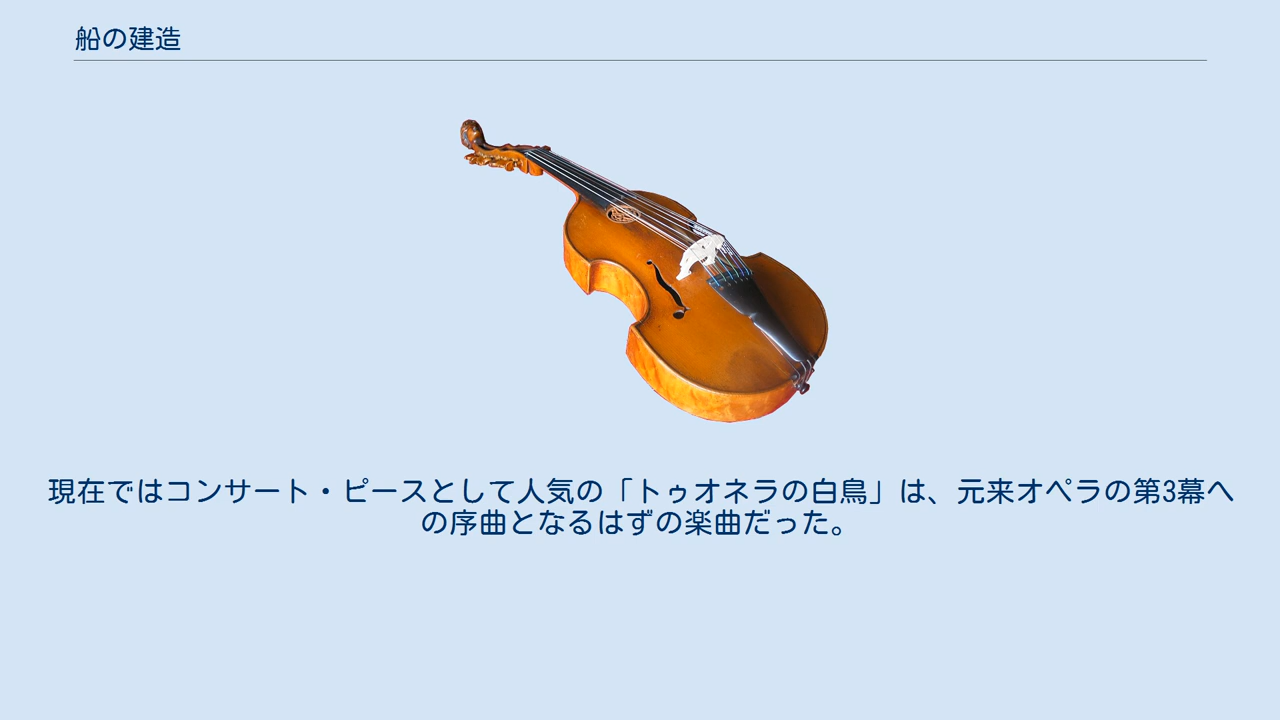 船の建造
現在ではコンサート・ピースとして人気の「トゥオネラの白鳥」は、元来オペラの第3幕へ
の序曲となるはずの楽曲だった。